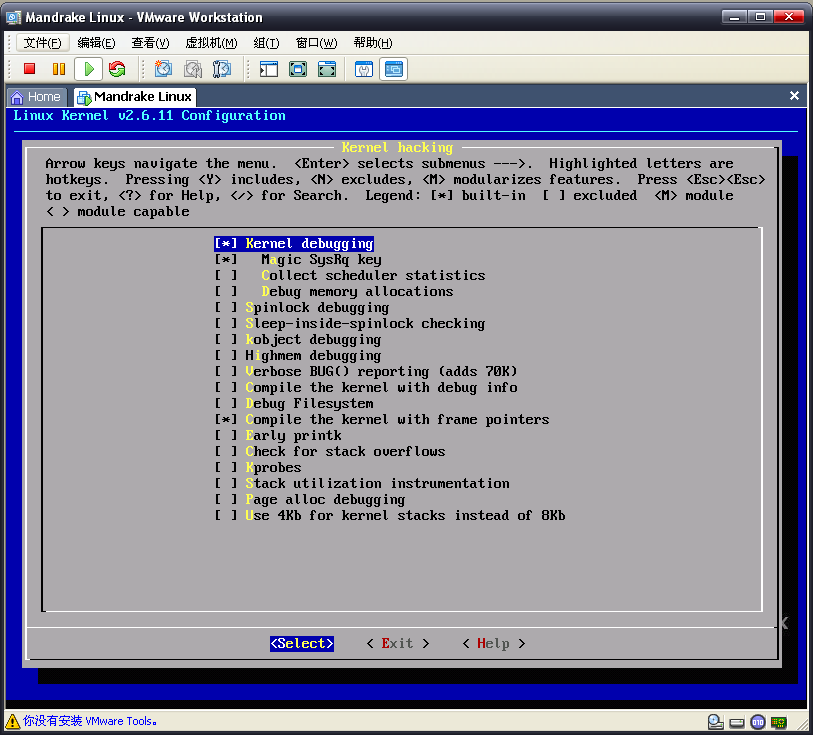 Mandrake Linux - VMware Workstation
文件(F) 编辑(E) 查看(V) 虚拟机(M) 组(T) 窗口(W) 帮助(H)
Home Mandrake Linux
Linux Kernel v2.6.11 Configuration
Kernel hacking
Arrow keys navigate the menu. <Enter> selects submenus --->. Highlighted letters are
hotkeys. Pressing <Y> includes, <N> excludes, <M> modularizes features. Press <Esc><Esc>
to exit, <?> for Help, </> for Search. Legend: [*] built-in [ ] excluded <M> module
< > module capable
[*] Kernel debugging
[*] Magic SysRq key
[ ] Collect scheduler statistics
[ ] Debug memory allocations
[ ] Spinlock debugging
[ ] Sleep-inside-spinlock checking
[ ] kobject debugging
[ ] Highmem debugging
[ ] Verbose BUG() reporting (adds 70K)
[ ] Compile the kernel with debug info
[ ] Debug Filesystem
[*] Compile the kernel with frame pointers
[ ] Early printk
[ ] Check for stack overflows
[ ] Kprobes
[ ] Stack utilization instrumentation
[ ] Page alloc debugging
[ ] Use 4Kb for kernel stacks instead of 8Kb
<Select> < Exit > < Help >
你没有安装 VMware Tools。